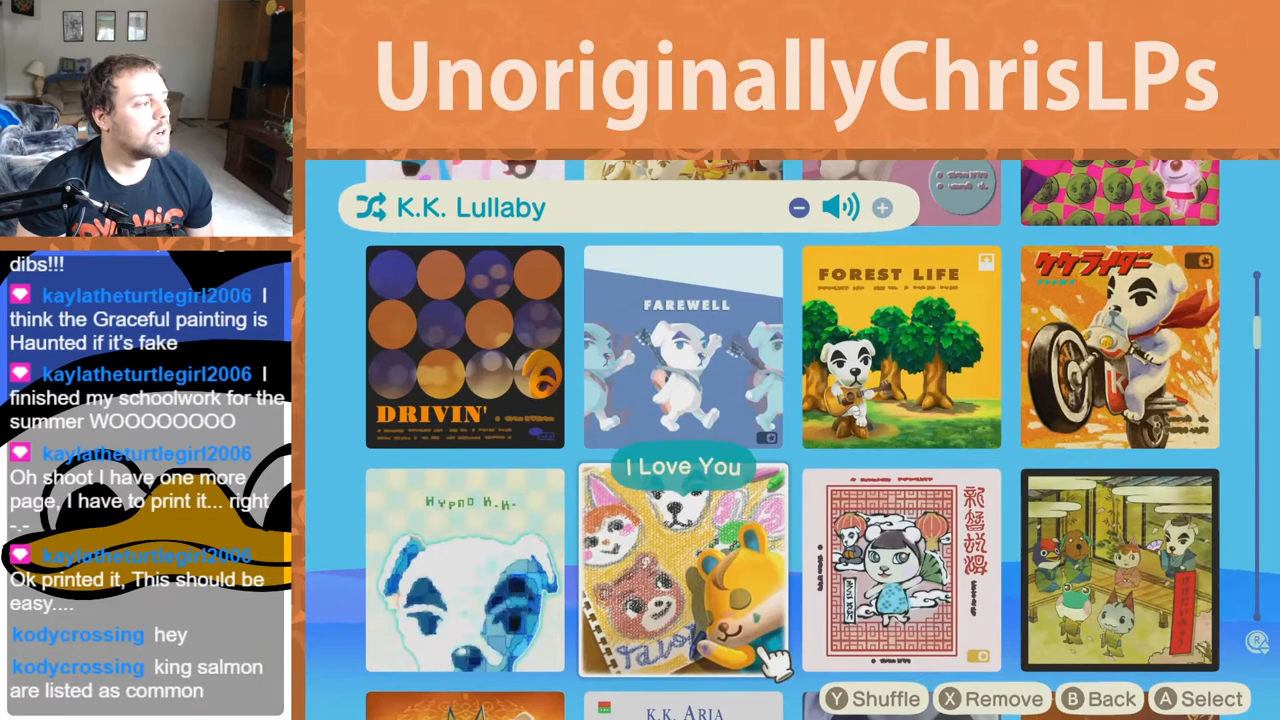 UnoriginallyChrisLPs
K.K. Lullaby
DRIVIN'
FAREWELL
FOREST LIFE
ケケライダー
HYPNO K.K.
I Love You
K.K. ARIA
Y Shuffle
X Remove
B Back
A Select
R
dibs!!!
kaylatheturtlegirl2006 I
think the Graceful painting is
Haunted if it's fake
kaylatheturtlegirl2006 I
finished my schoolwork for the
summer WOOOOOOOO
kaylatheturtlegirl2006
Oh shoot I have one more
page, I have to print it... right
-.-
kaylatheturtlegirl2006
Ok printed it, This should be
easy....
kodycrossing hey
kodycrossing king salmon
are listed as common